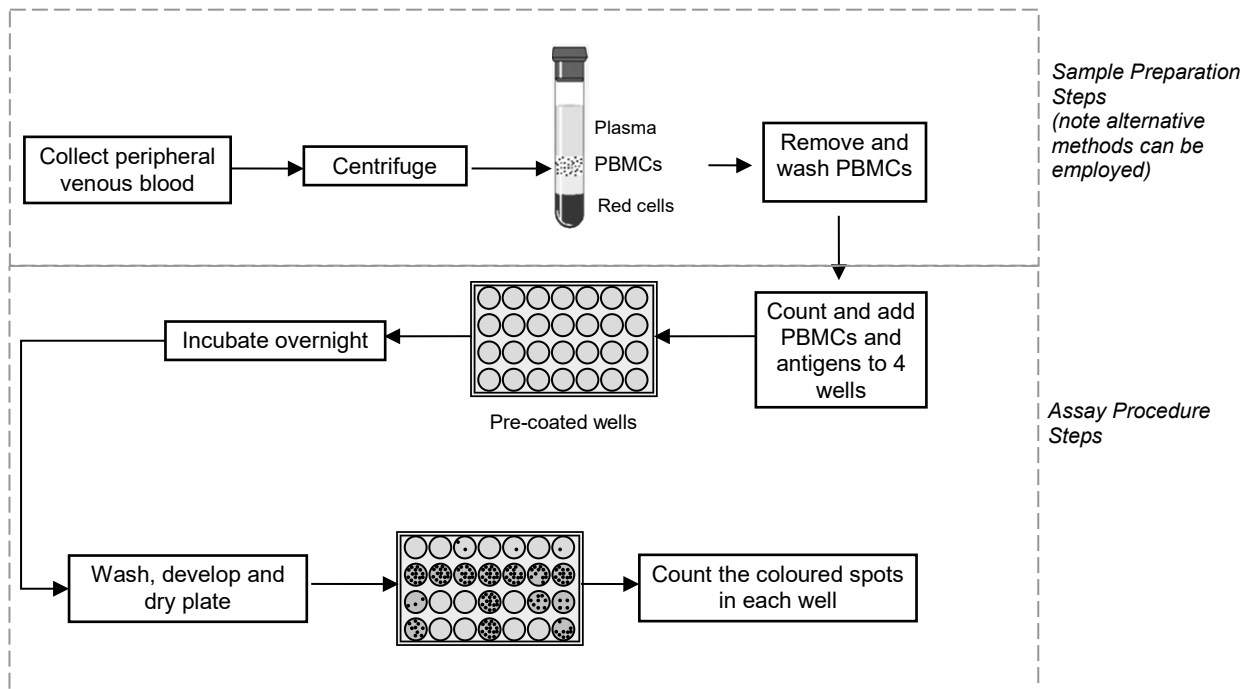 Collect peripheral
venous blood
Centrifuge
Plasma
PBMCs
Red cells
Remove and
wash PBMCs
Sample Preparation
Steps
(note alternative
methods can be
employed)
Count and add
PBMCs and
antigens to 4
wells
Pre-coated wells
Incubate overnight
Assay Procedure
Steps
Wash, develop and
dry plate
Count the coloured spots
in each well